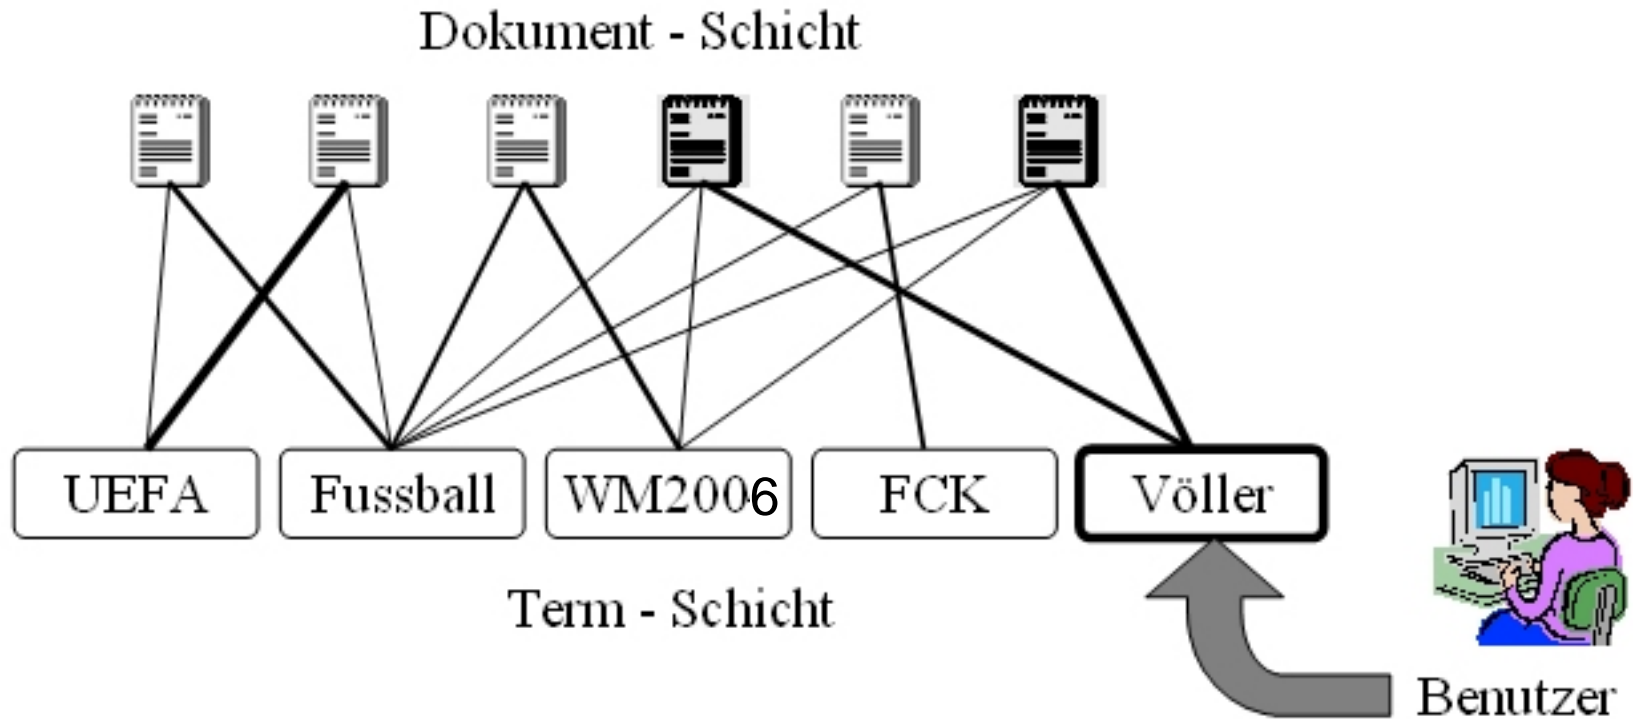 Dokument - Schicht
UEFA
Fussball
WM2006
FCK
Völler
Term - Schicht
Benutzer